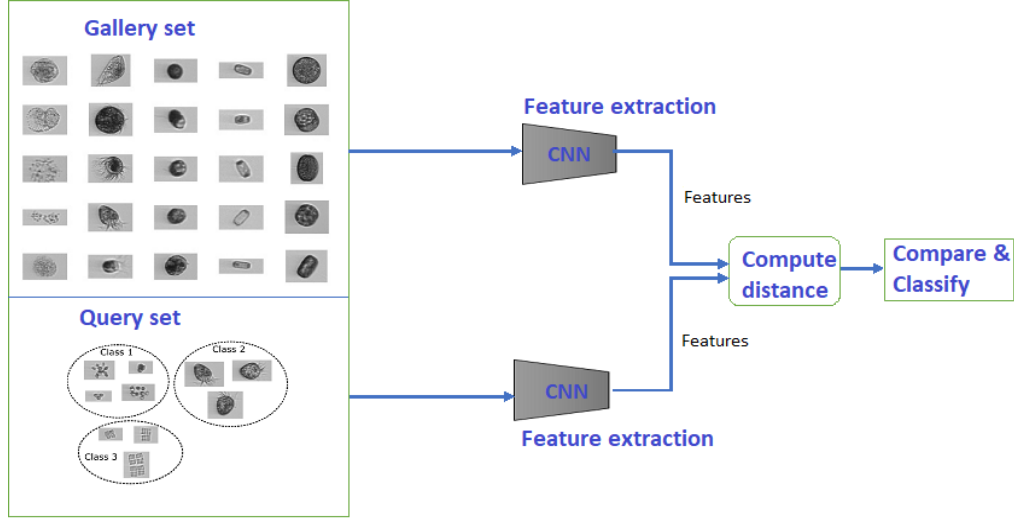 Gallery set
Query set
Class 1
Class 2
Class 3
Feature extraction
CNN
Features
Compute
distance
Compare &
Classify
Features
CNN
Feature extraction